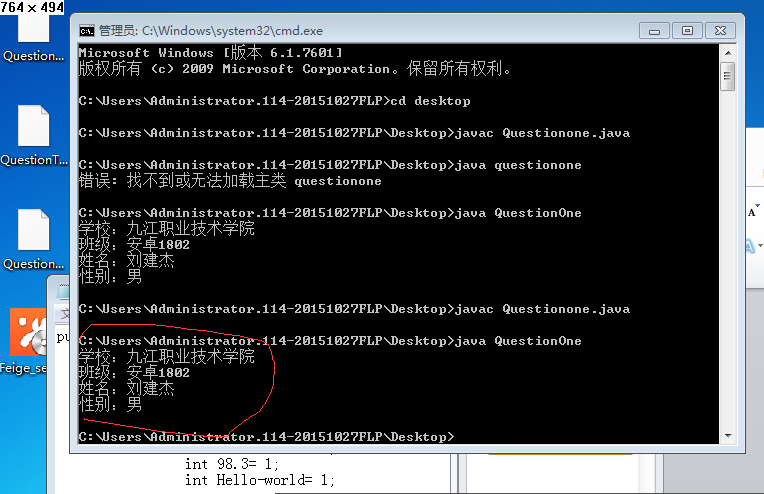 764 x 494
管理员: C:\Windows\system32\cmd.exe
Question...
Microsoft Windows [版本 6.1.7601]
版权所有 (c) 2009 Microsoft Corporation。保留所有权利。
C:\Users\Administrator.114-20151027FLP>cd desktop
C:\Users\Administrator.114-20151027FLP\Desktop>javac Questionone.java
QuestionT...
C:\Users\Administrator.114-20151027FLP\Desktop>java questionone
错误: 找不到或无法加载主类 questionone
C:\Users\Administrator.114-20151027FLP\Desktop>java QuestionOne
学校：九江职业技术学院
班级：安卓1802
姓名：刘建杰
性别：男
Question...
C:\Users\Administrator.114-20151027FLP\Desktop>javac Questionone.java
C:\Users\Administrator.114-20151027FLP\Desktop>java QuestionOne
学校：九江职业技术学院
班级：安卓1802
姓名：刘建杰
性别：男
Feige_se...
C:\Users\Administrator.114-20151027FLP\Desktop>
int 98.3= 1;
int Hello-world= 1;